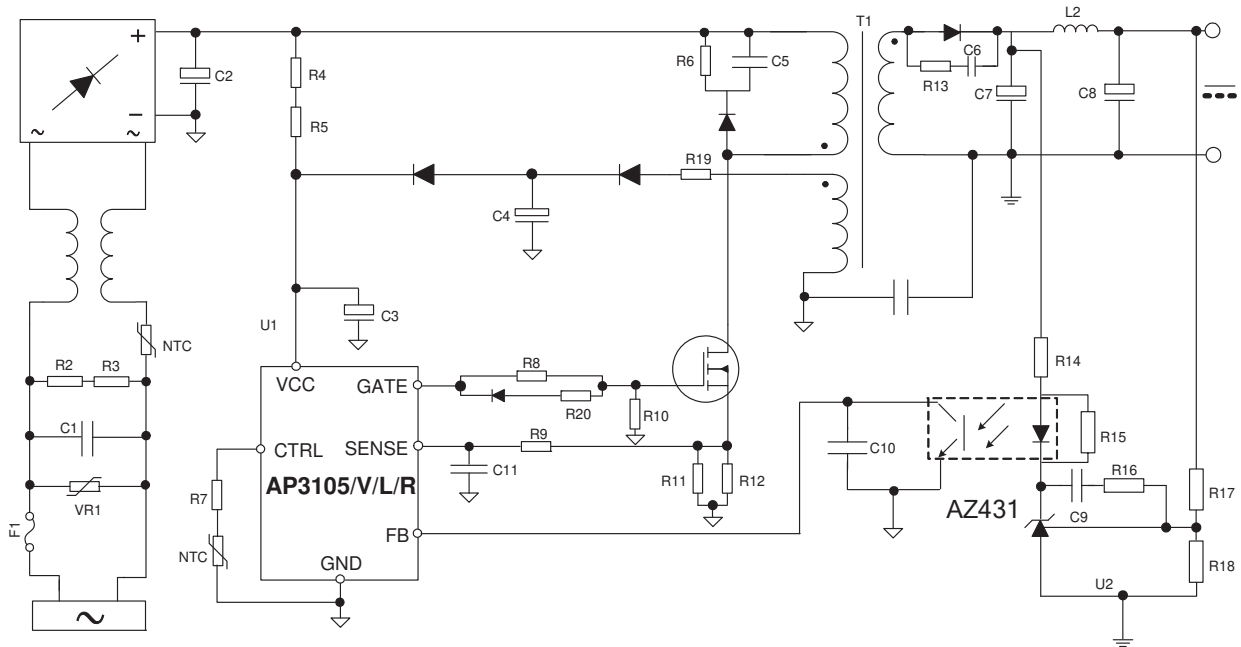 T1
L2
+
C2
R4
R6
C5
C6
R13
C7
C8
−
~
~
R5
R19
C4
U1
C3
NTC
R2
R3
VCC
GATE
R8
R20
R10
R14
C1
CTRL
SENSE
R9
C10
R15
C11
R11
R12
R16
R17
AP3105/V/L/R
R7
VR1
AZ431
C9
F1
FB
NTC
GND
R18
U2
~